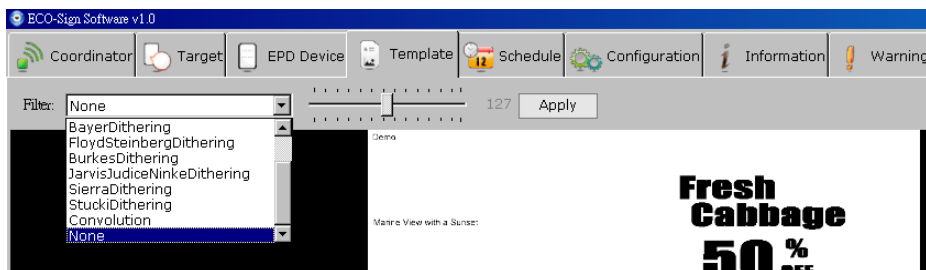 ECO-Sign Software v1.0
Coordinator Target EPD Device Template Schedule Configuration Information Warning
Filter: None 127 Apply
BayerDithering
FloydSteinbergDithering
BurkesDithering
JarvisJudiceNinkeDithering
SierraDithering
StuckiDithering
Convolution
None
Demo
Marine View with a Sunset
Fresh
Cabbage
50 %
OFF